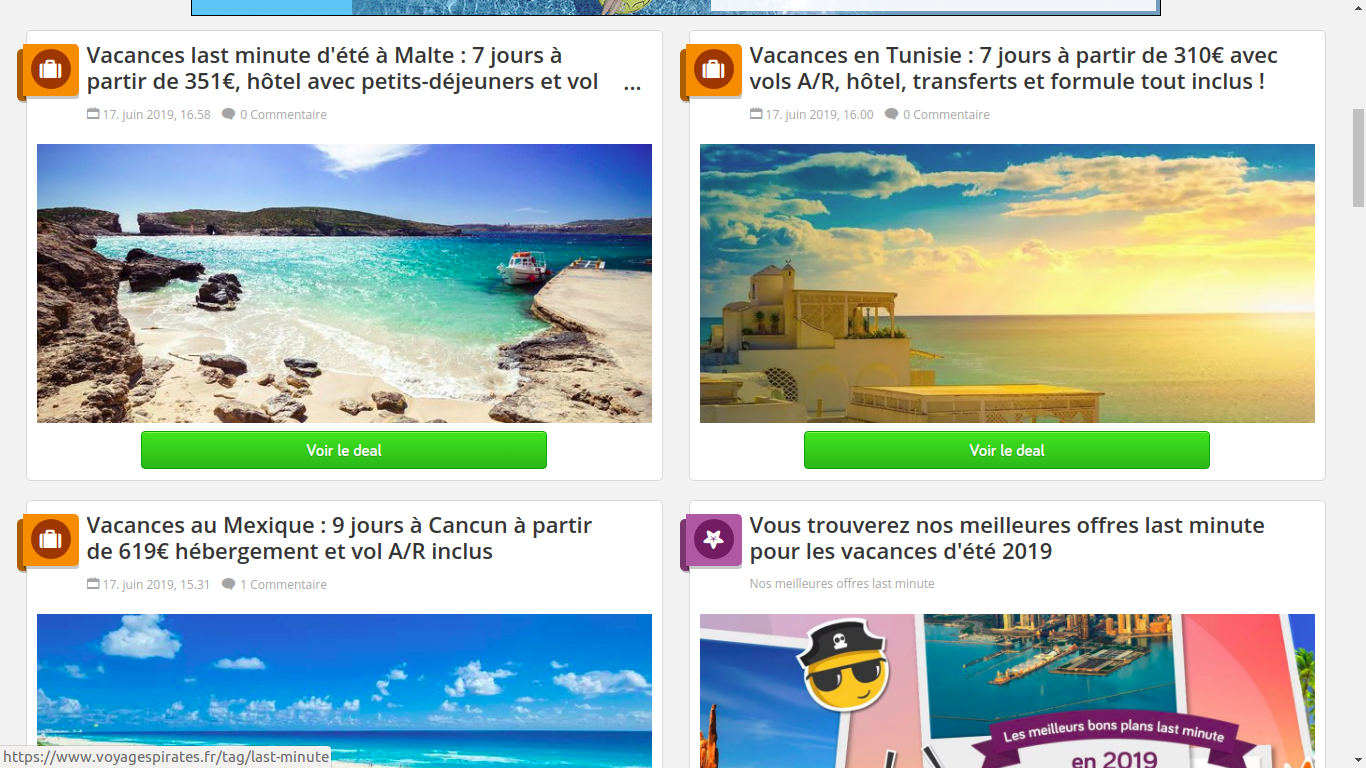 Vacances last minute d'été à Malte : 7 jours à
partir de 351€, hôtel avec petits-déjeuners et vol ...
17. juin 2019, 16.58 0 Commentaire
Voir le deal
Vacances en Tunisie : 7 jours à partir de 310€ avec
vols A/R, hôtel, transferts et formule tout inclus !
17. juin 2019, 16.00 0 Commentaire
Voir le deal
Vacances au Mexique : 9 jours à Cancun à partir
de 619€ hébergement et vol A/R inclus
17. juin 2019, 15.31 1 Commentaire
Vous trouverez nos meilleures offres last minute
pour les vacances d'été 2019
Nos meilleures offres last minute
Les meilleurs bons plans last minute
en 2019
https://www.voyagespirates.fr/tag/last-minute